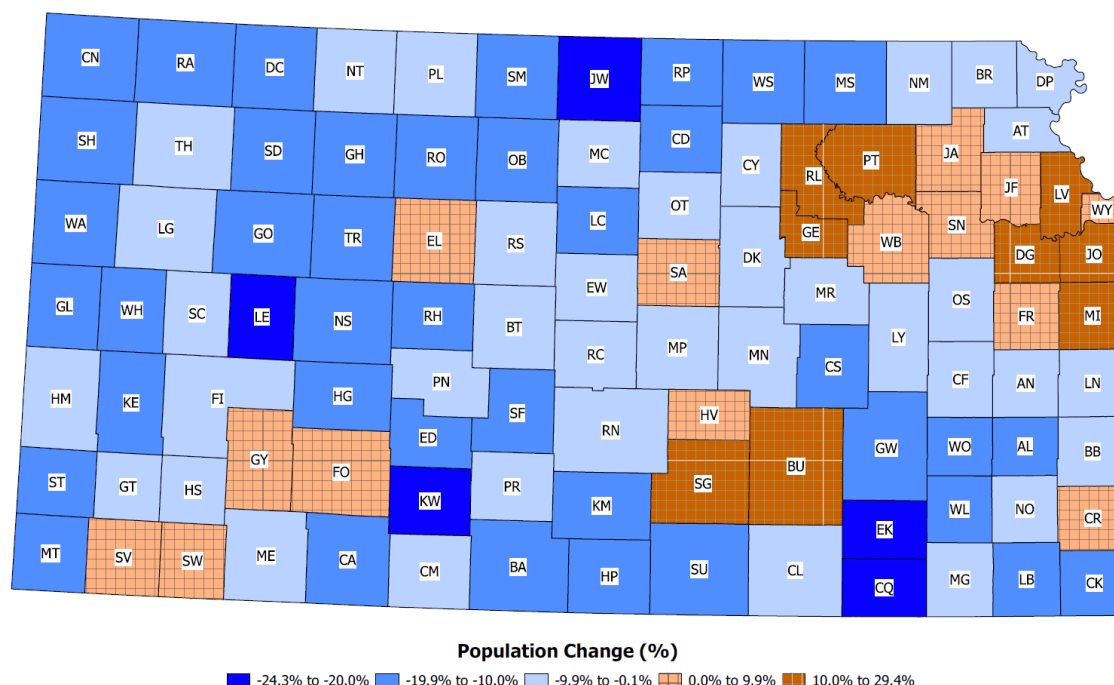 CN RA DC NT PL SM JW RP WS MS NM BR DP
SH TH SD GH RO OB MC CD CY RL PT JA AT
JF LV WY
WA LG GO TR EL RS LC OT SA DK GE WB SN DG JO
GL WH SC LE NS RH BT EW RC MP MN MR LY OS FR MI
HM KE FI HG PN ED SF RN HV CS CF AN LN
ST GT HS GY FO KW PR KM SG BU GW WO AL BB
MT SV SW ME CA CM BA HP SU CL EK WL NO CR
CQ MG LB CK
Population Change (%)
-24.3% to -20.0% -19.9% to -10.0% -9.9% to -0.1% 0.0% to 9.9% 10.0% to 29.4%